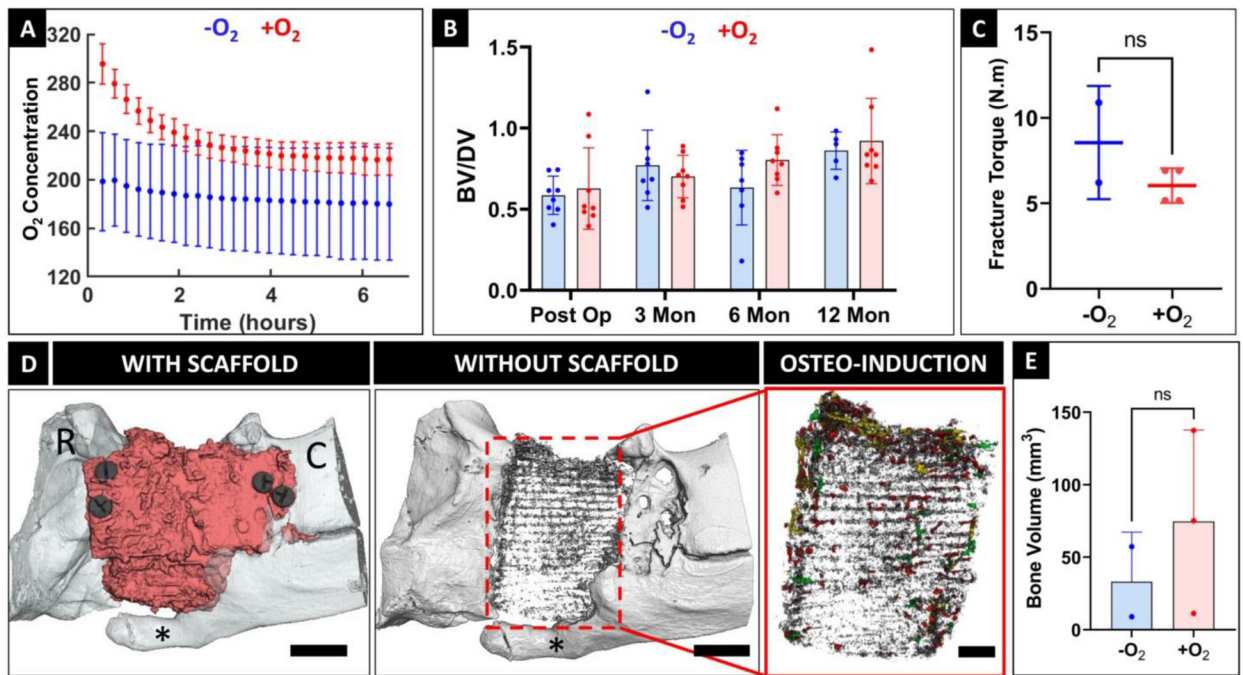 A
-O₂ +O₂
320
280
240
200
160
120
O₂ Concentration
0 2 4 6
Time (hours)
B
-O₂ +O₂
1.5
1.0
0.5
0.0
BV/DV
Post Op 3 Mon 6 Mon 12 Mon
C
ns
15
10
5
0
Fracture Torque (N.m)
-O₂ +O₂
D WITH SCAFFOLD WITHOUT SCAFFOLD OSTEO-INDUCTION
R
C
*
*
E
ns
150
100
50
0
Bone Volume (mm³)
-O₂ +O₂